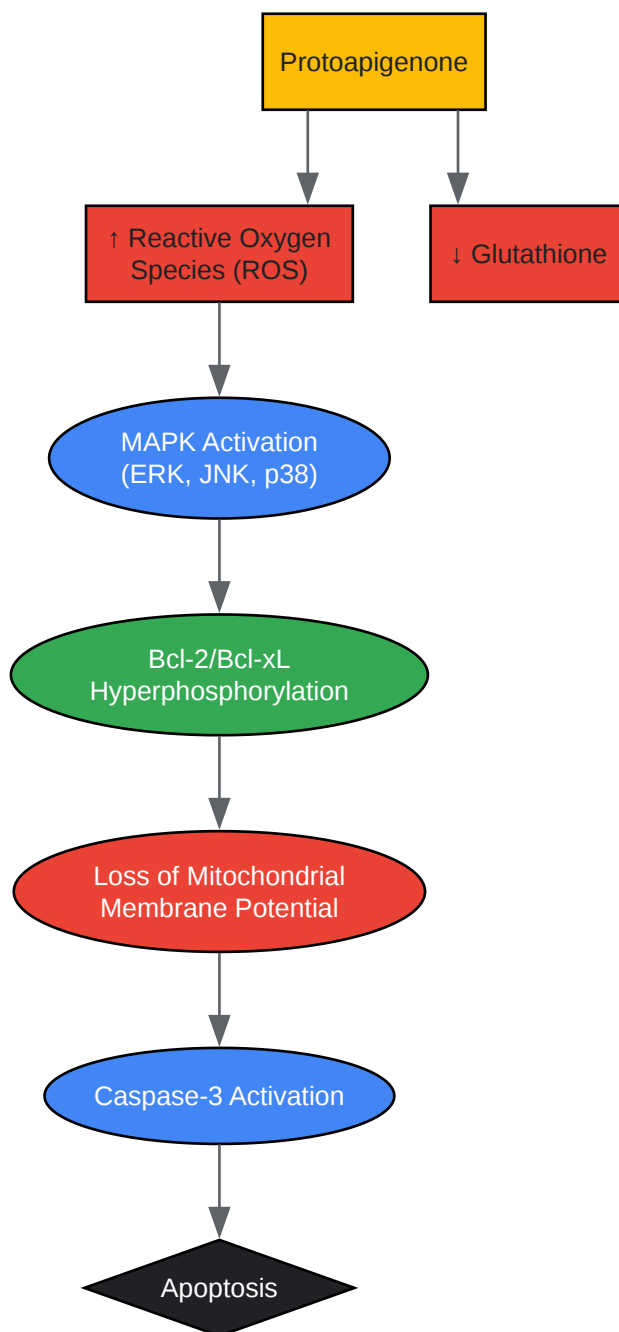 Protoapigenone
↑ Reactive Oxygen
Species (ROS)
↓ Glutathione
MAPK Activation
(ERK, JNK, p38)
Bcl-2/Bcl-xL
Hyperphosphorylation
Loss of Mitochondrial
Membrane Potential
Caspase-3 Activation
Apoptosis